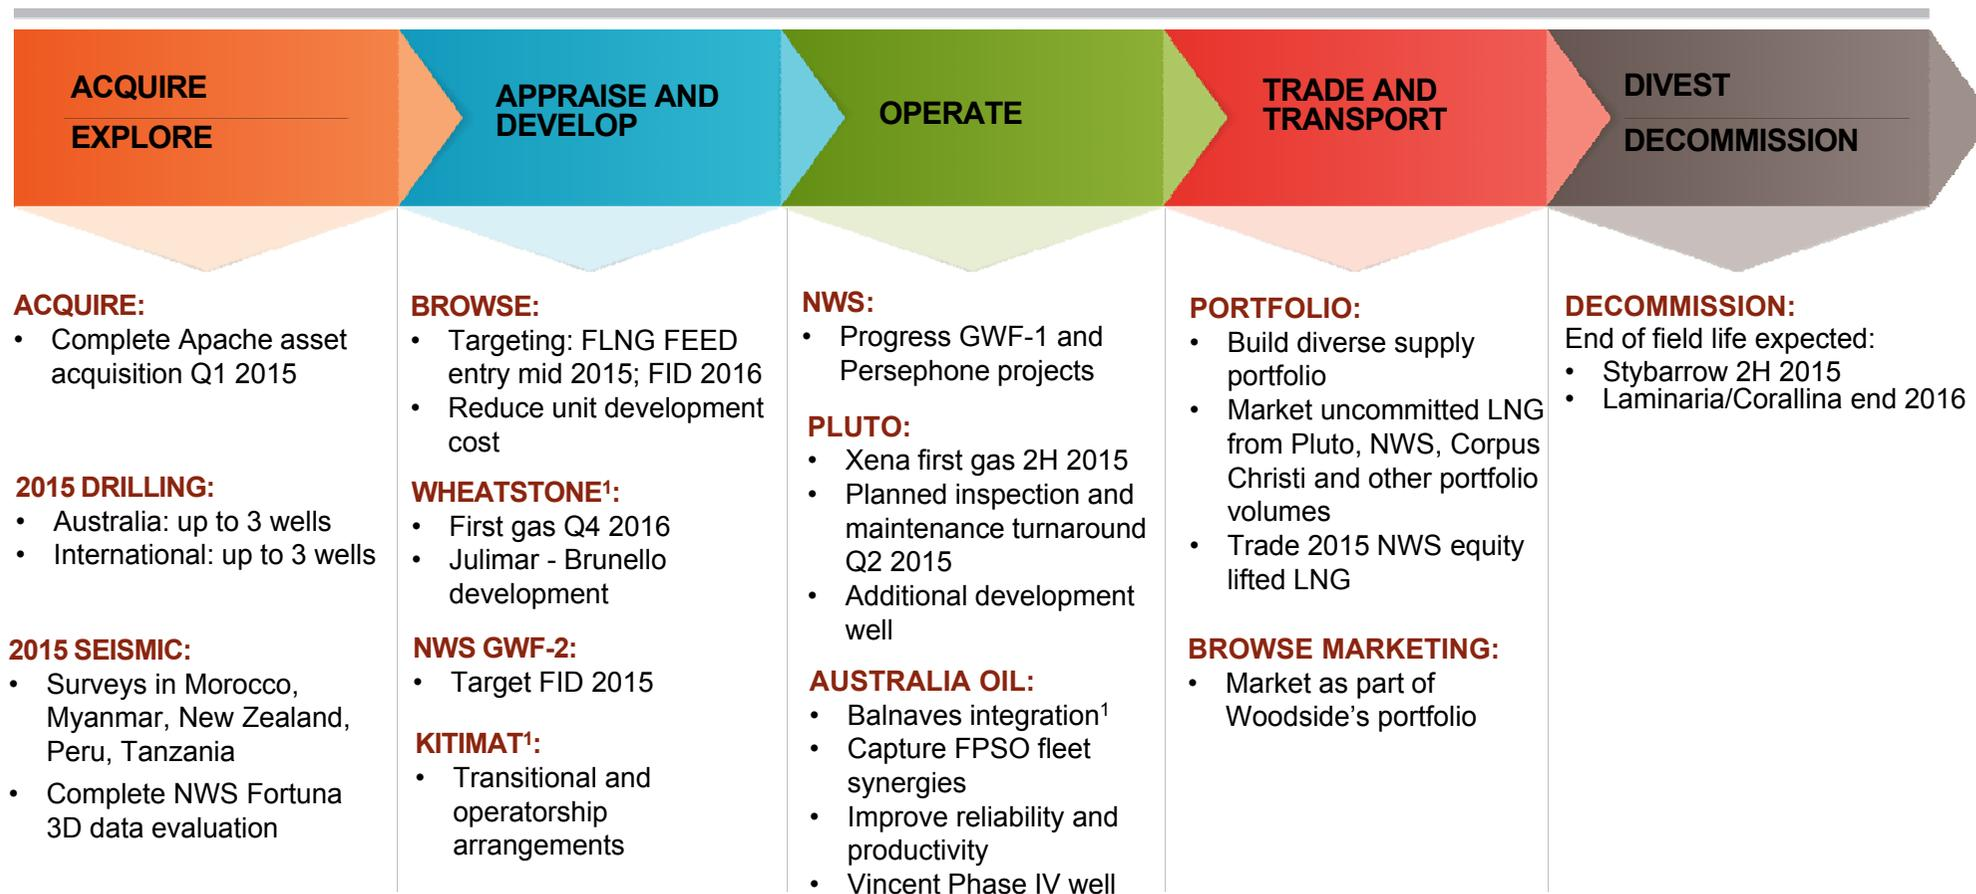 ACQUIRE
EXPLORE
APPRAISE AND
DEVELOP
OPERATE
TRADE AND
TRANSPORT
DIVEST
DECOMMISSION
ACQUIRE:
• Complete Apache asset
acquisition Q1 2015
2015 DRILLING:
• Australia: up to 3 wells
• International: up to 3 wells
2015 SEISMIC:
• Surveys in Morocco,
Myanmar, New Zealand,
Peru, Tanzania
• Complete NWS Fortuna
3D data evaluation
BROWSE:
• Targeting: FLNG FEED
entry mid 2015; FID 2016
• Reduce unit development
cost
WHEATSTONE¹:
• First gas Q4 2016
• Julimar - Brunello
development
NWS GWF-2:
• Target FID 2015
KITIMAT¹:
• Transitional and
operatorship
arrangements
NWS:
• Progress GWF-1 and
Persephone projects
PLUTO:
• Xena first gas 2H 2015
• Planned inspection and
maintenance turnaround
Q2 2015
• Additional development
well
AUSTRALIA OIL:
• Balnaves integration¹
• Capture FPSO fleet
synergies
• Improve reliability and
productivity
• Vincent Phase IV well
PORTFOLIO:
• Build diverse supply
portfolio
• Market uncommitted LNG
from Pluto, NWS, Corpus
Christi and other portfolio
volumes
• Trade 2015 NWS equity
lifted LNG
BROWSE MARKETING:
• Market as part of
Woodside’s portfolio
DECOMMISSION:
End of field life expected:
• Stybarrow 2H 2015
• Laminaria/Corallina end 2016